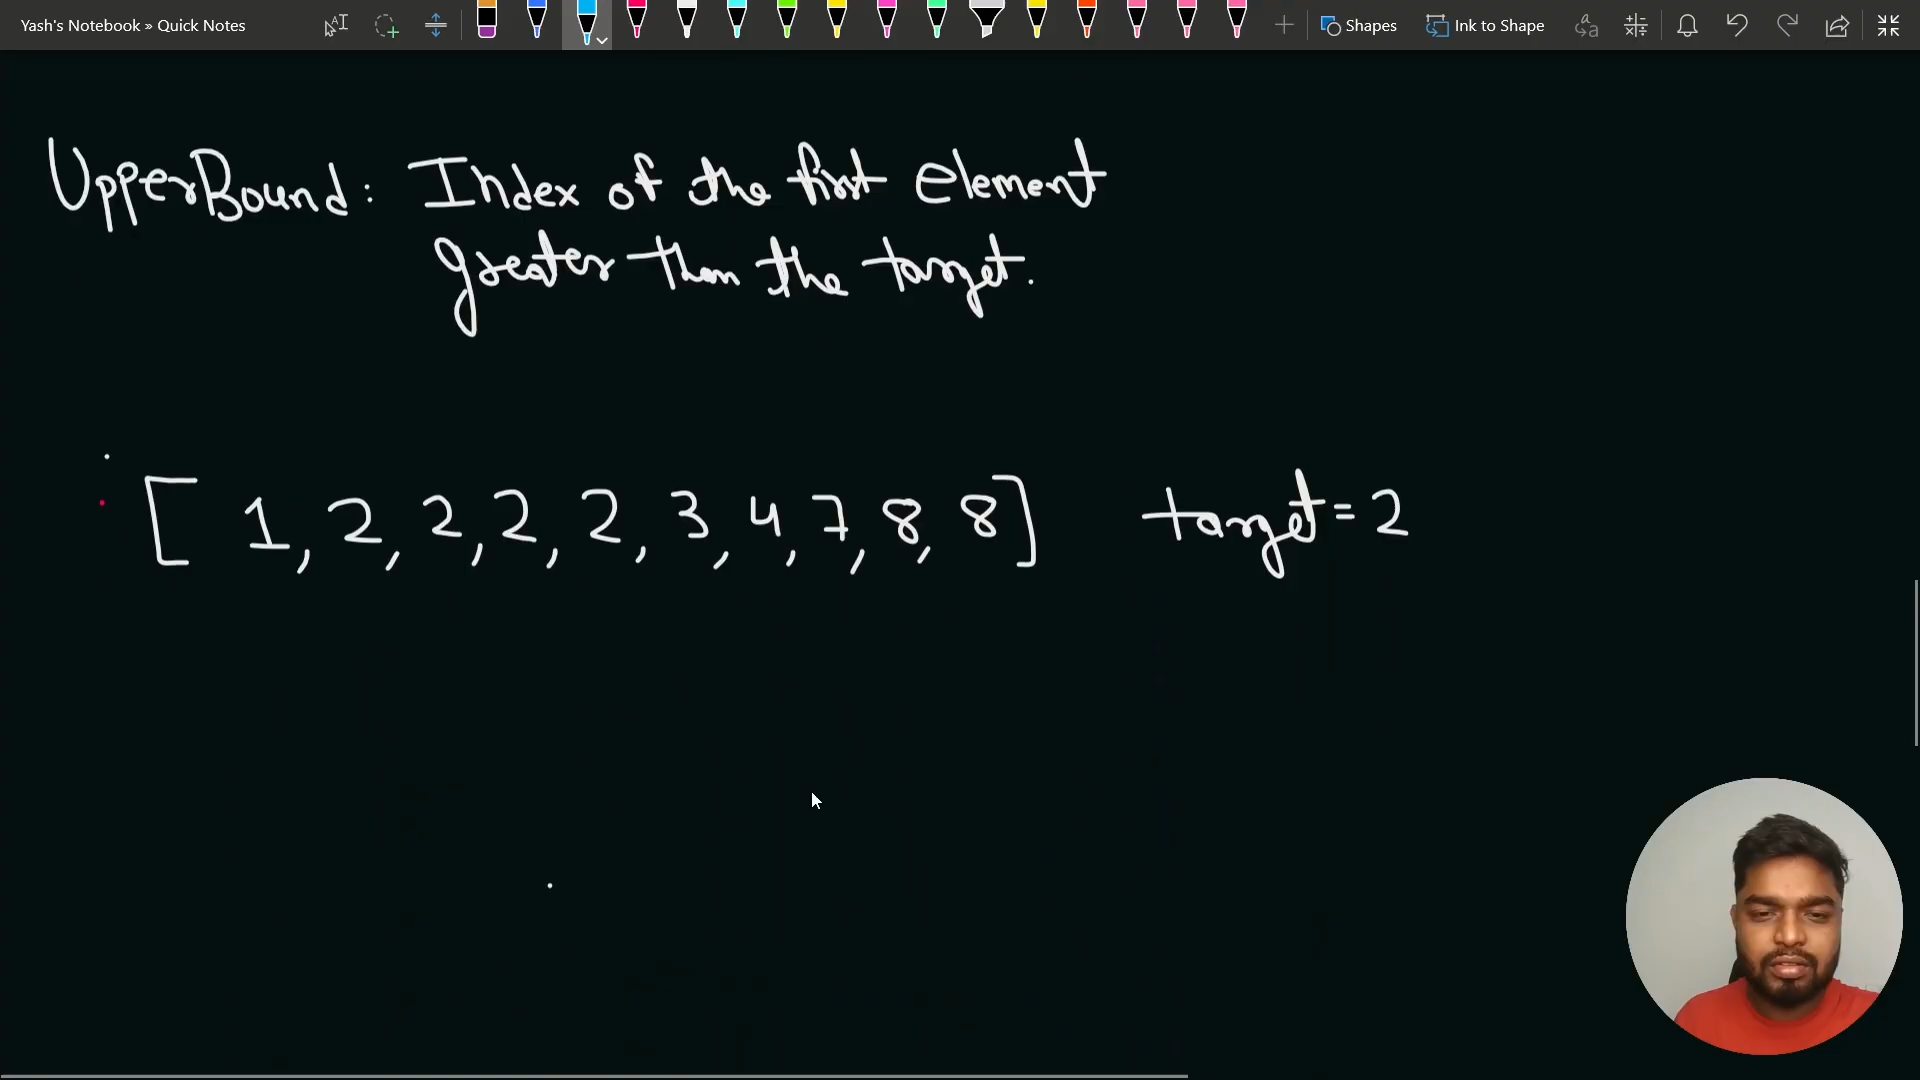 Yash's Notebook » Quick Notes
Shapes
Ink to Shape
UpperBound: Index of the first element
greater than the target.
[ 1, 2, 2, 2, 2, 3, 4, 7, 8, 8] target = 2